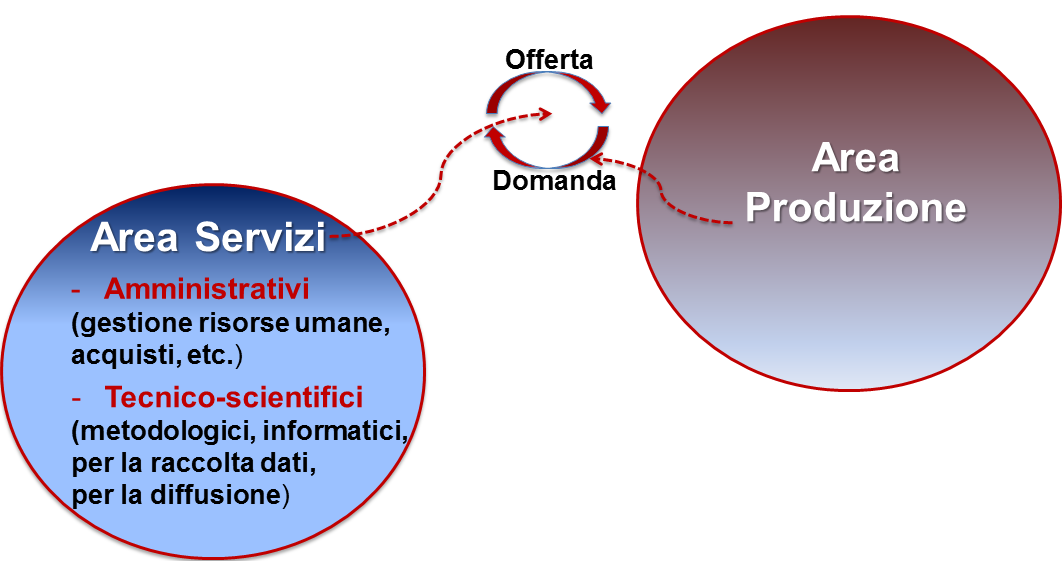 Offerta
Domanda
Area
Produzione
Area Servizi
- Amministrativi
(gestione risorse umane,
acquisti, etc.)
- Tecnico-scientifici
(metodologici, informatici,
per la raccolta dati,
per la diffusione)